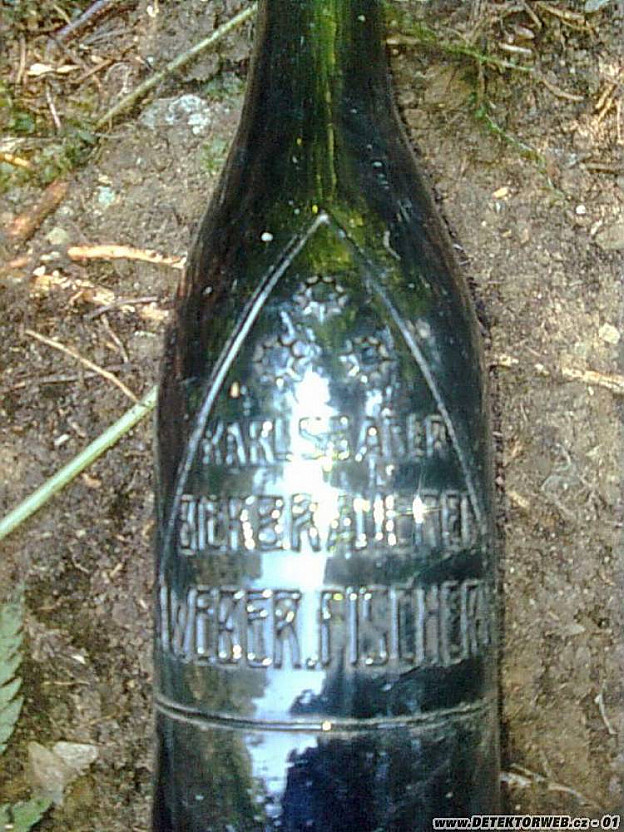 KARLSBADER
BIERBRAUEREI
WEBER.FISCHERN
www.DETEKTORWEB.cz - 01